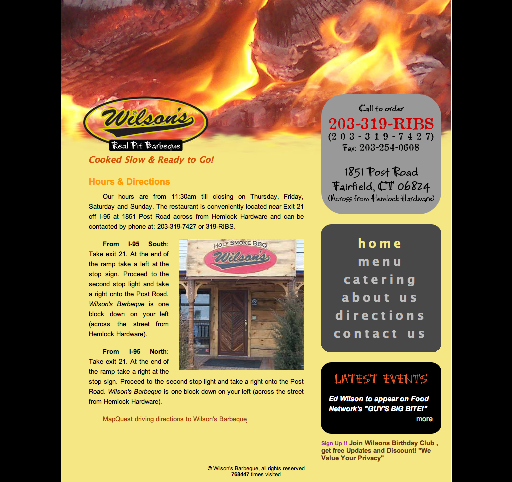 Wilson's
Real Pit Barbeque
Cooked Slow & Ready to Go!
Hours & Directions
Our hours are from 11:30am till closing on Thursday, Friday,
Saturday and Sunday. The restaurant is conveniently located near Exit 21
off I-95 at 1851 Post Road across from Hemlock Hardware and can be
contacted by phone at: 203-319-7427 or 319-RIBS.
From I-95 South:
Take exit 21. At the end of
the ramp take a left at the
stop sign. Proceed to the
second stop light and take
a right onto the Post Road.
Wilson's Barbeque is one
block down on your left
(across the street from
Hemlock Hardware).
HOLY SMOKE BBQ
Wilson's
From I-95 North:
Take exit 21. At the end of
the ramp take a right at the
stop sign. Proceed to the second stop light and take a right onto the Post
Road. Wilson's Barbeque is one block down on your left (across the street
from Hemlock Hardware).
MapQuest driving directions to Wilson's Barbeque
Call to order
203-319-RIBS
(203-319-7427)
Fax: 203-254-0608
1851 Post Road
Fairfield, CT 06824
(Across from Hemlock Hardware)
home
menu
catering
about us
directions
contact us
LATEST EVENTS
Ed Wilson to appear on Food
Network's "GUY'S BIG BITE!"
more
Sign Up !! Join Wilsons Birthday Club ,
get free Updates and Discount! "We
Value Your Privacy"
© Wilson's Barbeque, all rights reserved
768447 times visited